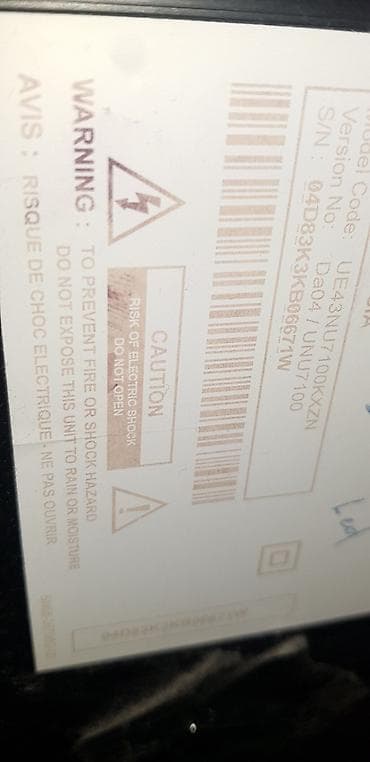 Model Code: UE43NU7100KXZN
Version No: De04 / UNU7100
S/N : 04D83K3KB06671W
CAUTION
RISK OF ELECTRIC SHOCK
DO NOT OPEN
WARNING : TO PREVENT FIRE OR SHOCK HAZARD
DO NOT EXPOSE THIS UNIT TO RAIN OR MOISTURE
AVIS : RISQUE DE CHOC ELECTRIQUE, NE PAS OUVRIR
Led